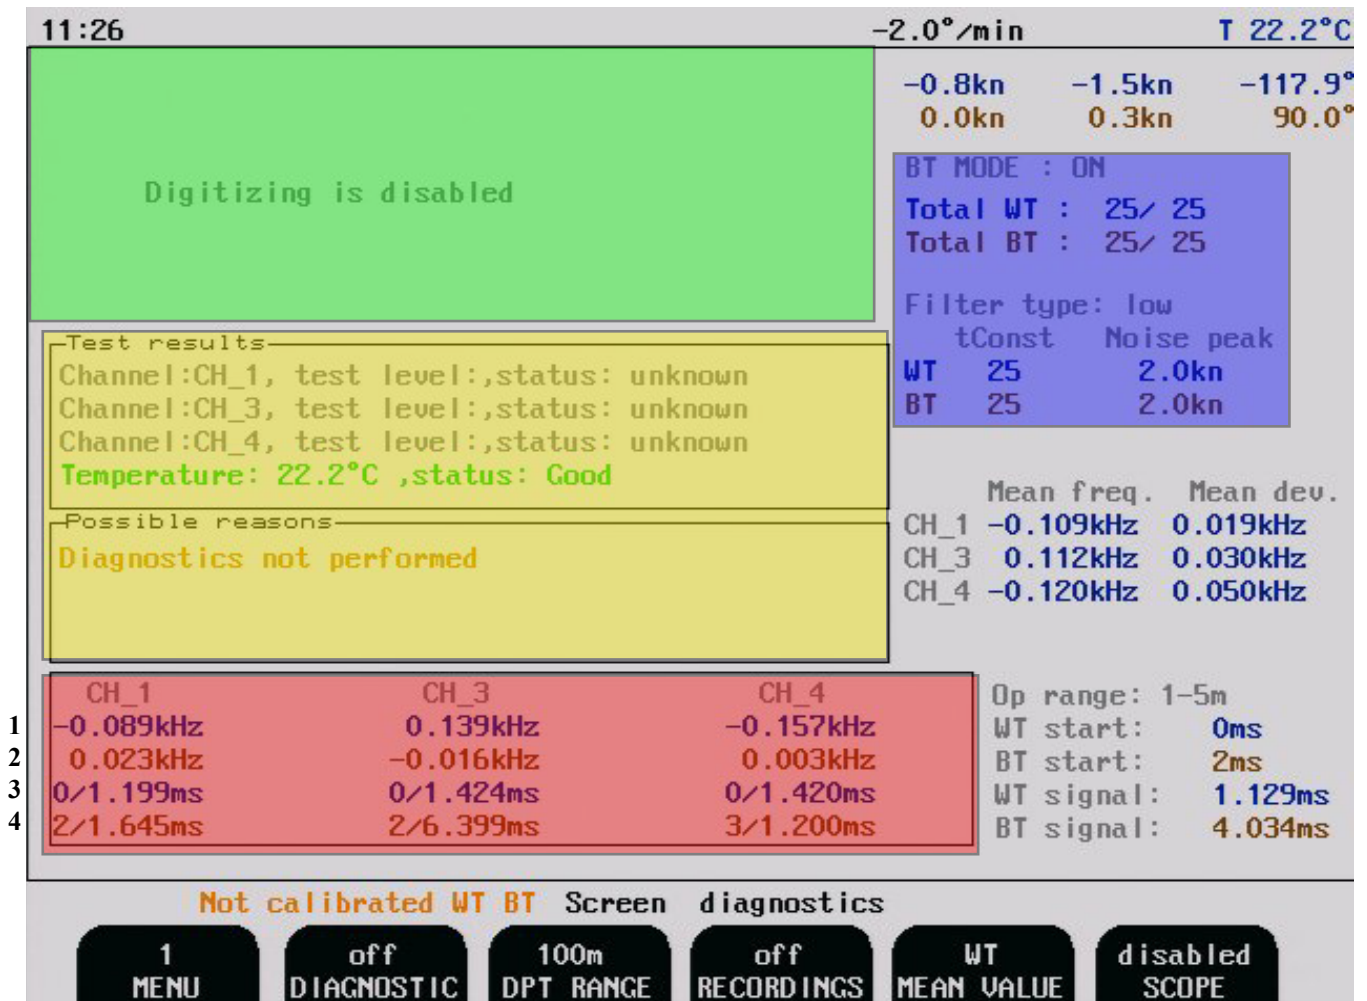 11:26 -2.0°/min T 22.2°C
-0.8kn -1.5kn -117.9°
0.0kn 0.3kn 90.0°
Digitizing is disabled
BT MODE : ON
Total WT : 25/ 25
Total BT : 25/ 25
Filter type: low
tConst Noise peak
WT 25 2.0kn
BT 25 2.0kn
Test results
Channel:CH_1, test level:,status: unknown
Channel:CH_3, test level:,status: unknown
Channel:CH_4, test level:,status: unknown
Temperature: 22.2°C ,status: Good
Possible reasons
Diagnostics not performed
Mean freq. Mean dev.
CH_1 -0.109kHz 0.019kHz
CH_3 0.112kHz 0.030kHz
CH_4 -0.120kHz 0.050kHz
CH_1 CH_3 CH_4
1 -0.089kHz 0.139kHz -0.157kHz
2 0.023kHz -0.016kHz 0.003kHz
3 0/1.199ms 0/1.424ms 0/1.420ms
4 2/1.645ms 2/6.399ms 3/1.200ms
Op range: 1-5m
WT start: 0ms
BT start: 2ms
WT signal: 1.129ms
BT signal: 4.034ms
Not calibrated WT BT Screen diagnostics
1 off 100m off WT disabled
MENU DIAGNOSTIC DPT RANGE RECORDINGS MEAN VALUE SCOPE